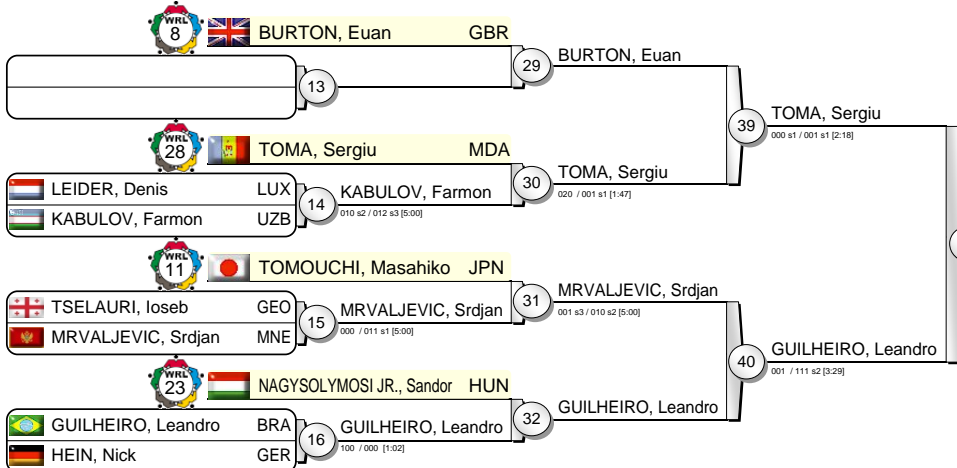 WRL
8
BURTON, Euan GBR
13
29
BURTON, Euan
39
TOMA, Sergiu
000 s1 / 001 s1 [2:18]
WRL
28
TOMA, Sergiu MDA
LEIDER, Denis LUX
KABULOV, Farmon UZB
14
KABULOV, Farmon
010 s2 / 012 s3 [5:00]
30
TOMA, Sergiu
020 / 001 s1 [1:47]
WRL
11
TOMOUCHI, Masahiko JPN
TSELAURI, Ioseb GEO
MRVALJEVIC, Srdjan MNE
15
MRVALJEVIC, Srdjan
000 / 011 s1 [5:00]
31
MRVALJEVIC, Srdjan
001 s3 / 010 s2 [5:00]
40
GUILHEIRO, Leandro
001 / 111 s2 [3:29]
WRL
23
NAGYSOLYMOSI JR., Sandor HUN
GUILHEIRO, Leandro BRA
HEIN, Nick GER
16
GUILHEIRO, Leandro
100 / 000 [1:02]
32
GUILHEIRO, Leandro